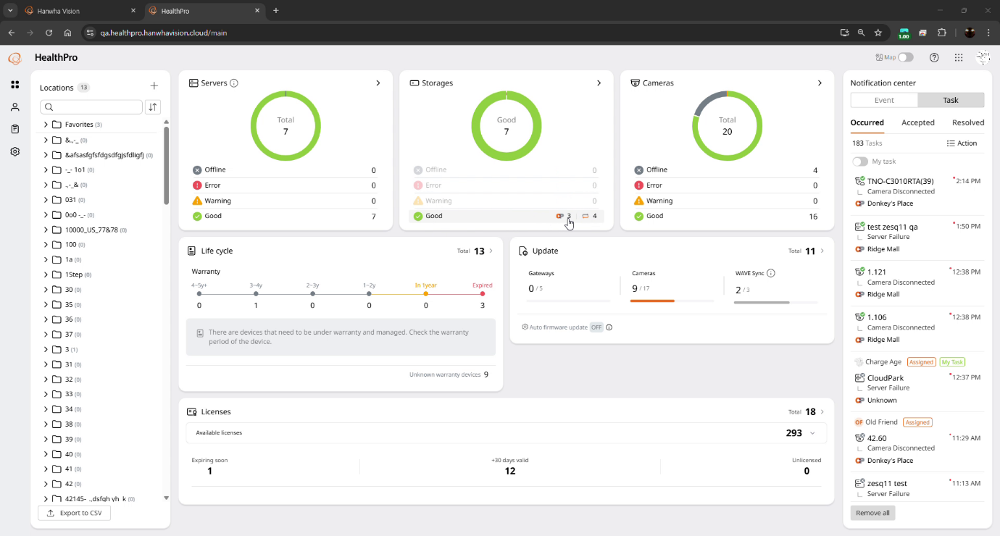 Hanwha Vision
HealthPro
qa.healthpro.hanwhavision.cloud/main
1.00
HealthPro
Map
Locations 13
Favorites (3)
&.,-_ (0)
&afsasfgfsfdgsdfgjsfdligfj (0)
-_- 1o1 (0)
.,-_& (0)
031 (0)
0o0 -_- (0)
10000_US_77&78 (0)
100 (0)
1a (0)
1Step (0)
30 (0)
35 (0)
36 (0)
37 (0)
3 (1)
31 (0)
32 (0)
33 (0)
34 (0)
38 (0)
39 (0)
40 (0)
41 (0)
42 (0)
42145-_.,dsfgh yh_k (0)
Export to CSV
Servers
Total
7
Offline 0
Error 0
Warning 0
Good 7
Storages
Good
7
Offline 0
Error 0
Warning 0
Good 3 4
Cameras
Total
20
Offline 4
Error 0
Warning 0
Good 16
Life cycle Total 13
Warranty
4~5y+ 3~4y 2~3y 1~2y In 1year Expired
0 1 0 0 0 3
There are devices that need to be under warranty and managed. Check the warranty
period of the device.
Unknown warranty devices 9
Update Total 11
Gateways Cameras WAVE Sync
0 / 5 9 / 17 2 / 3
Auto firmware update OFF
Licenses Total 18
Available licenses 293
Expiring soon +30 days valid Unlicensed
1 12 0
Notification center
Event Task
Occurred Accepted Resolved
183 Tasks Action
My task
TNO-C3010RTA(39) 2:14 PM
Camera Disconnected
Donkey's Place
test zesq11 qa 1:50 PM
Server Failure
Ridge Mall
1.121 12:38 PM
Camera Disconnected
Ridge Mall
1.106 12:38 PM
Camera Disconnected
Ridge Mall
Charge Age Assigned My Task
CloudPark 12:37 PM
Server Failure
Unknown
OF Old Friend Assigned
42.60 11:29 AM
Camera Disconnected
Donkey's Place
zesq11 test 11:13 AM
Server Failure
Remove all